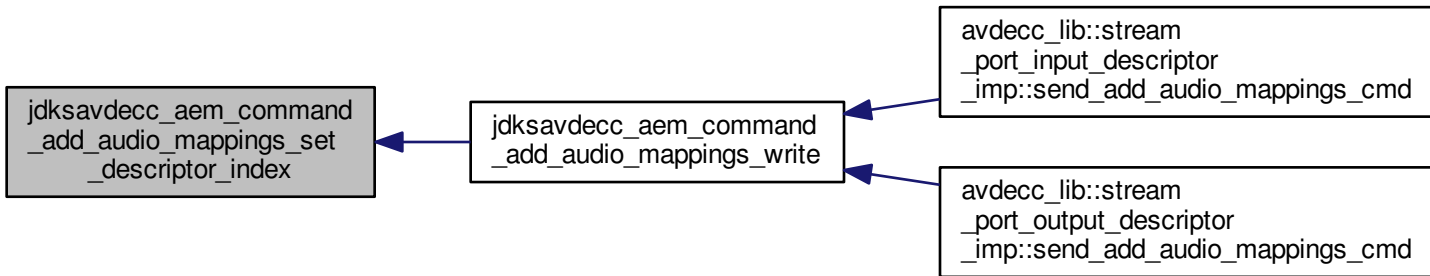 jdksavdecc_aem_command
_add_audio_mappings_set
_descriptor_index
jdksavdecc_aem_command
_add_audio_mappings_write
avdecc_lib::stream
_port_input_descriptor
_imp::send_add_audio_mappings_cmd
avdecc_lib::stream
_port_output_descriptor
_imp::send_add_audio_mappings_cmd